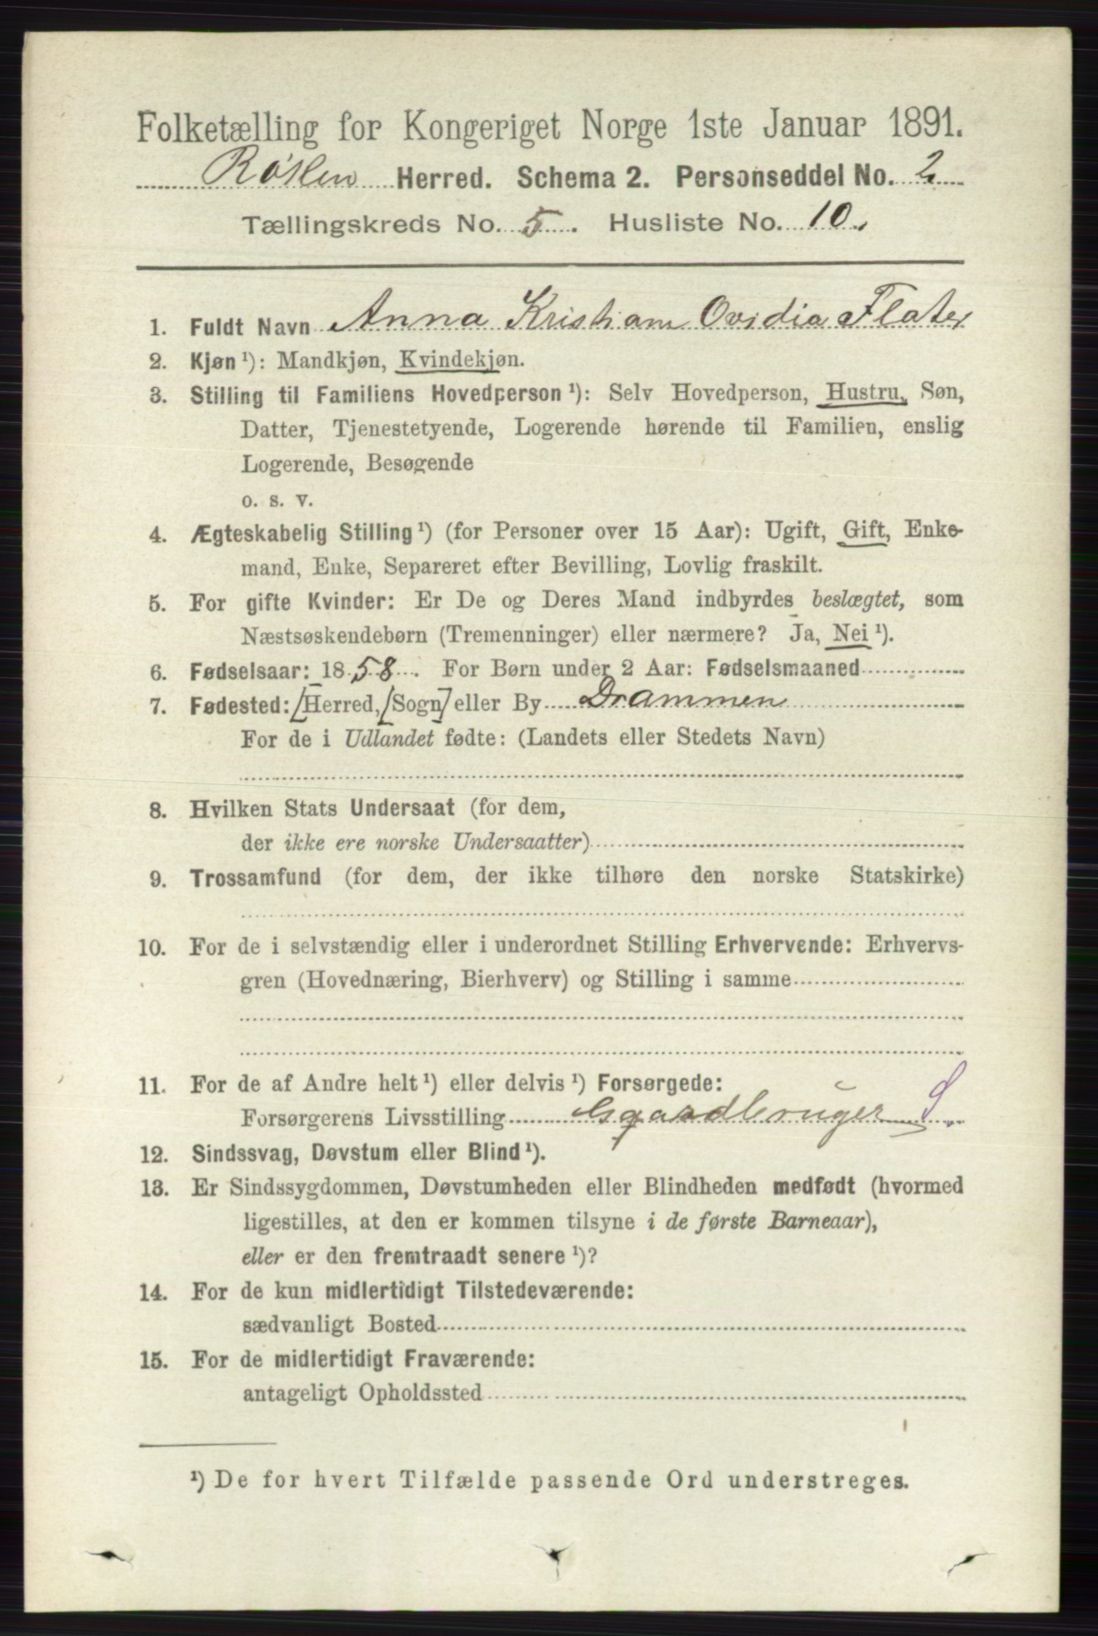 Folketælling for Kongeriget Norge 1ste Januar 1891.
Røken Herred. Schema 2. Personseddel No. 2
Tællingskreds No. 5. Husliste No. 10.
1. Fuldt Navn Anna Kristiane Ovidia Flater
2. Kjøn ¹): Mandkjøn, Kvindekjøn.
3. Stilling til Familiens Hovedperson ¹): Selv Hovedperson, Hustru, Søn,
Datter, Tjenestetyende, Logerende hørende til Familien, enslig
Logerende, Besøgende
o. s. v.
4. Ægteskabelig Stilling ¹) (for Personer over 15 Aar): Ugift, Gift, Enke-
mand, Enke, Separeret efter Bevilling, Lovlig fraskilt.
5. For gifte Kvinder: Er De og Deres Mand indbyrdes beslægtet, som
Næstsøskendebørn (Tremenninger) eller nærmere? Ja, Nei ¹).
6. Fødselsaar: 1858. For Børn under 2 Aar: Fødselsmaaned
7. Fødested: [Herred, [Sogn] eller By Drammen
For de i Udlandet fødte: (Landets eller Stedets Navn)
8. Hvilken Stats Undersaat (for dem,
der ikke ere norske Undersaatter)
9. Trossamfund (for dem, der ikke tilhøre den norske Statskirke)
10. For de i selvstændig eller i underordnet Stilling Erhvervende: Erhvervs-
gren (Hovednæring, Bierhverv) og Stilling i samme
11. For de af Andre helt ¹) eller delvis ¹) Forsørgede:
Forsørgerens Livsstilling Gaardbruger S
12. Sindssvag, Døvstum eller Blind ¹).
13. Er Sindssygdommen, Døvstumheden eller Blindheden medfødt (hvormed
ligestilles, at den er kommen tilsyne i de første Barneaar),
eller er den fremtraadt senere ¹)?
14. For de kun midlertidigt Tilstedeværende:
sædvanligt Bosted
15. For de midlertidigt Fraværende:
antageligt Opholdssted
¹) De for hvert Tilfælde passende Ord understreges.